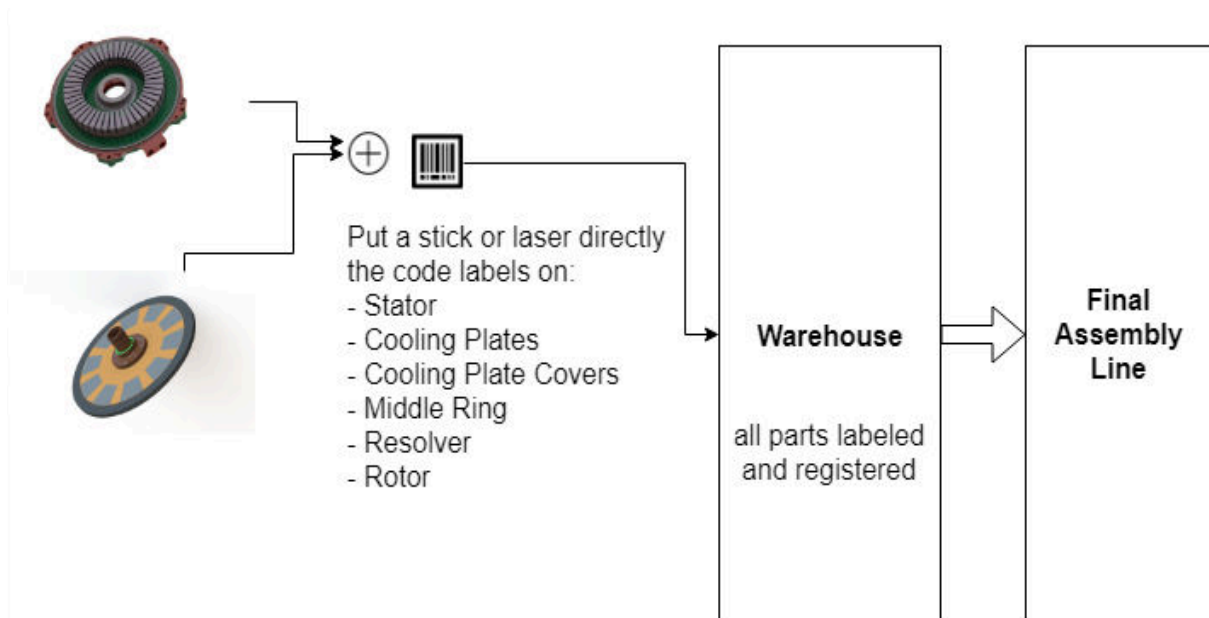 Put a stick or laser directly
the code labels on:
- Stator
- Cooling Plates
- Cooling Plate Covers
- Middle Ring
- Resolver
- Rotor
Warehouse
all parts labeled
and registered
Final
Assembly
Line